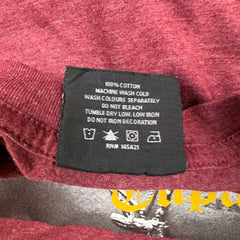 100% COTTON
MACHINE WASH COLD
WASH COLOURS SEPARATELY
DO NOT BLEACH
TUMBLE DRY LOW, LOW IRON
DO NOT IRON DECORATION
RN# 145421